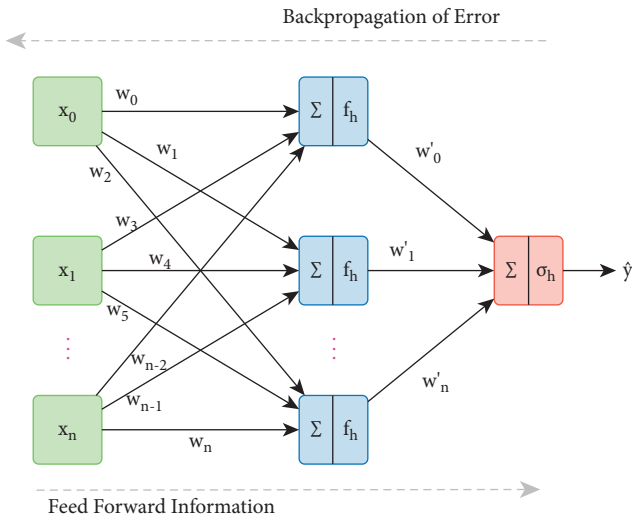 Backpropagation of Error
x₀
w₀
Σ
fₕ
w₁
w₂
w'₀
w₃
x₁
w₄
Σ
fₕ
w'₁
Σ
σₕ
ŷ
w₅
⋮
⋮
wₙ₋₂
w'ₙ
wₙ₋₁
xₙ
wₙ
Σ
fₕ
Feed Forward Information